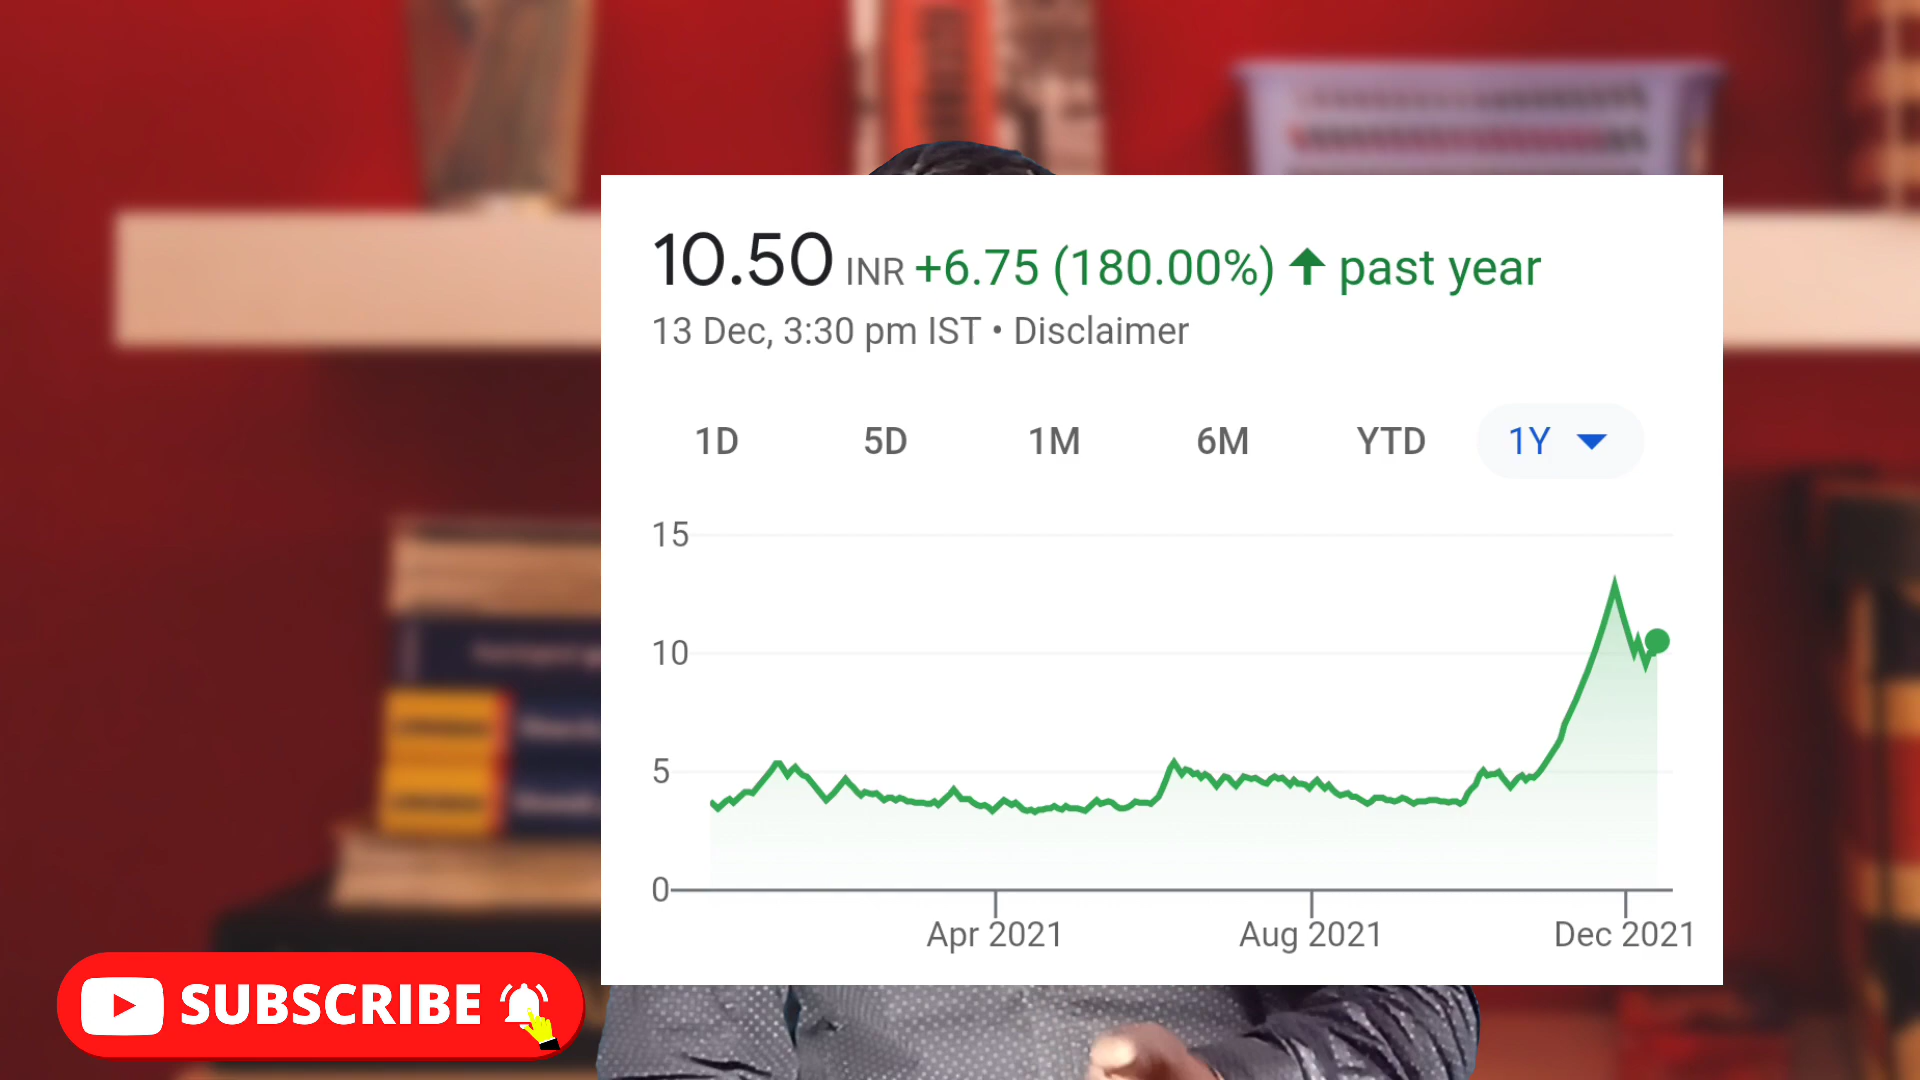 10.50 INR +6.75 (180.00%) ↑ past year
13 Dec, 3:30 pm IST • Disclaimer
1D 5D 1M 6M YTD 1Y
15
10
5
0
Apr 2021 Aug 2021 Dec 2021
SUBSCRIBE